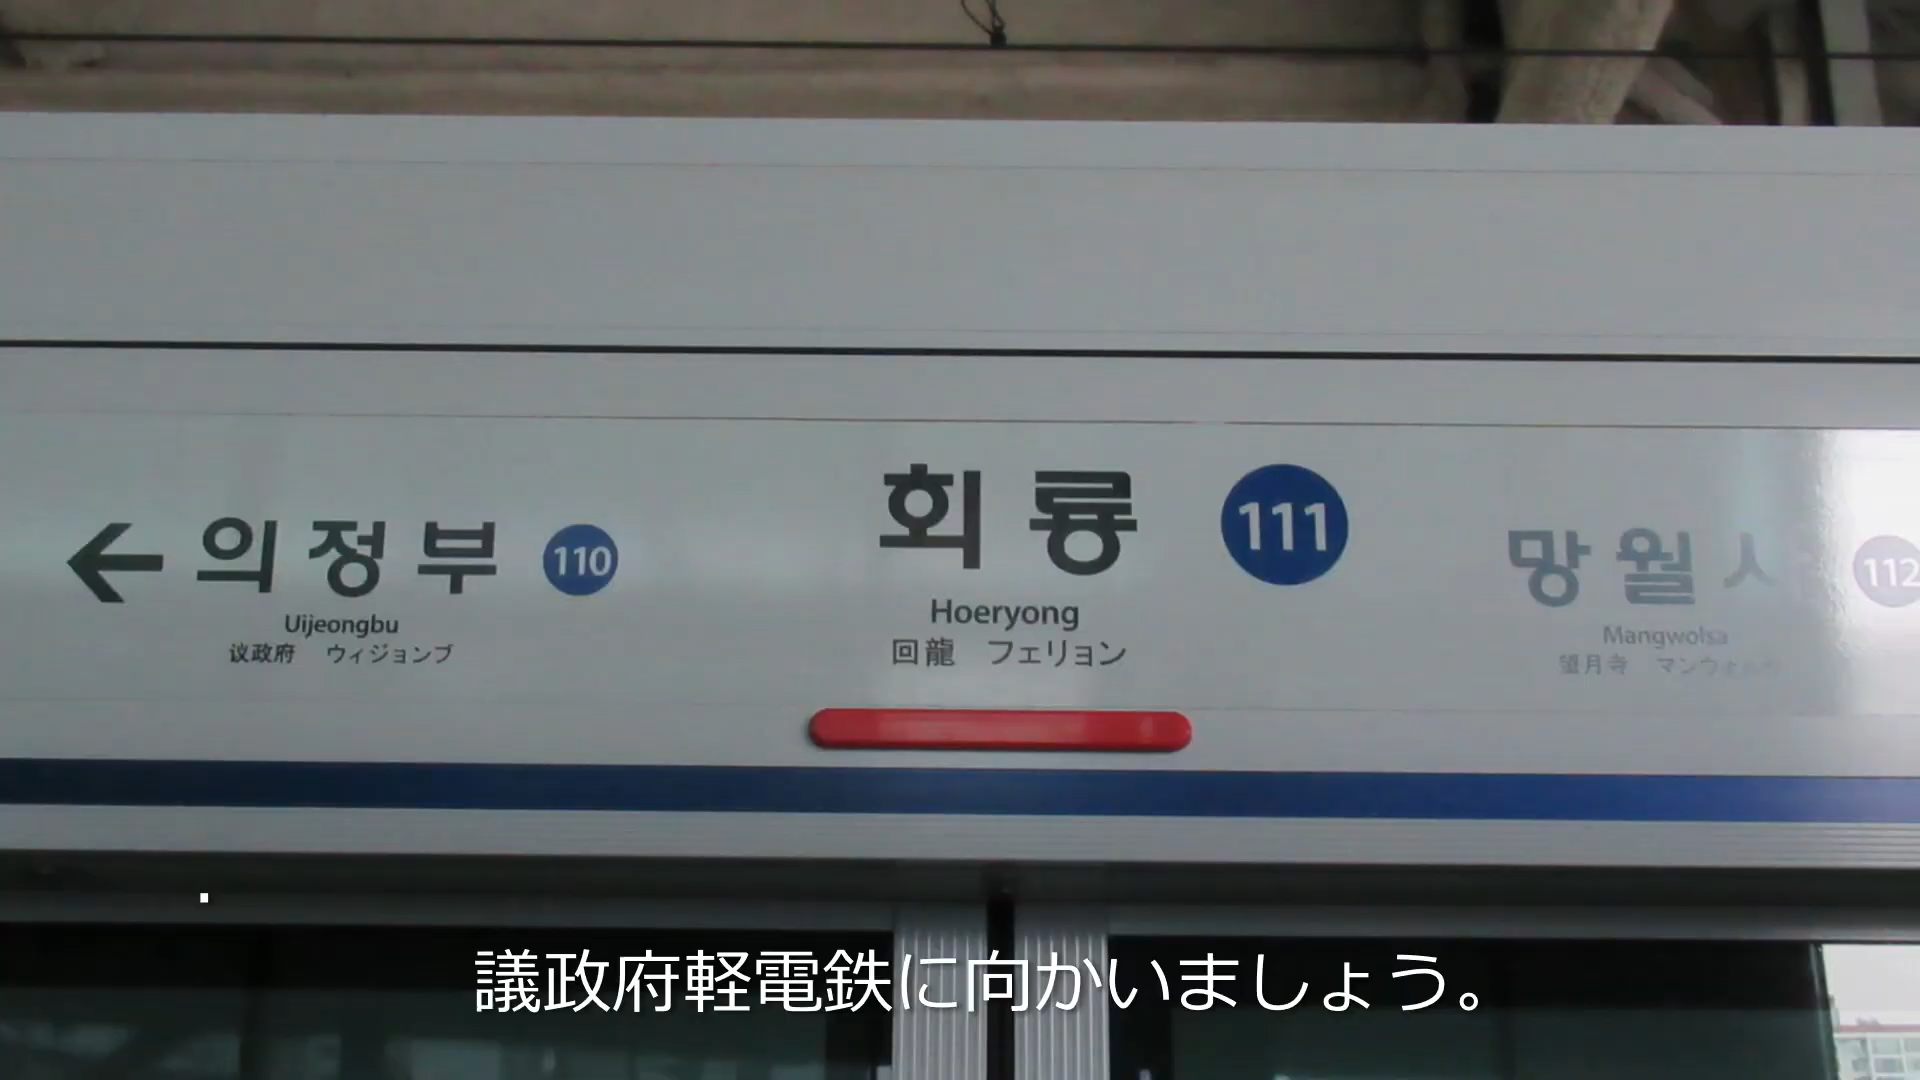 ← 의정부 110
Uijeongbu
议政府 ウィジョンブ
회룡 111
Hoeryong
回龍 フェリョン
망월사 112
Mangwolsa
望月寺
.
議政府軽電鉄に向かいましょう。